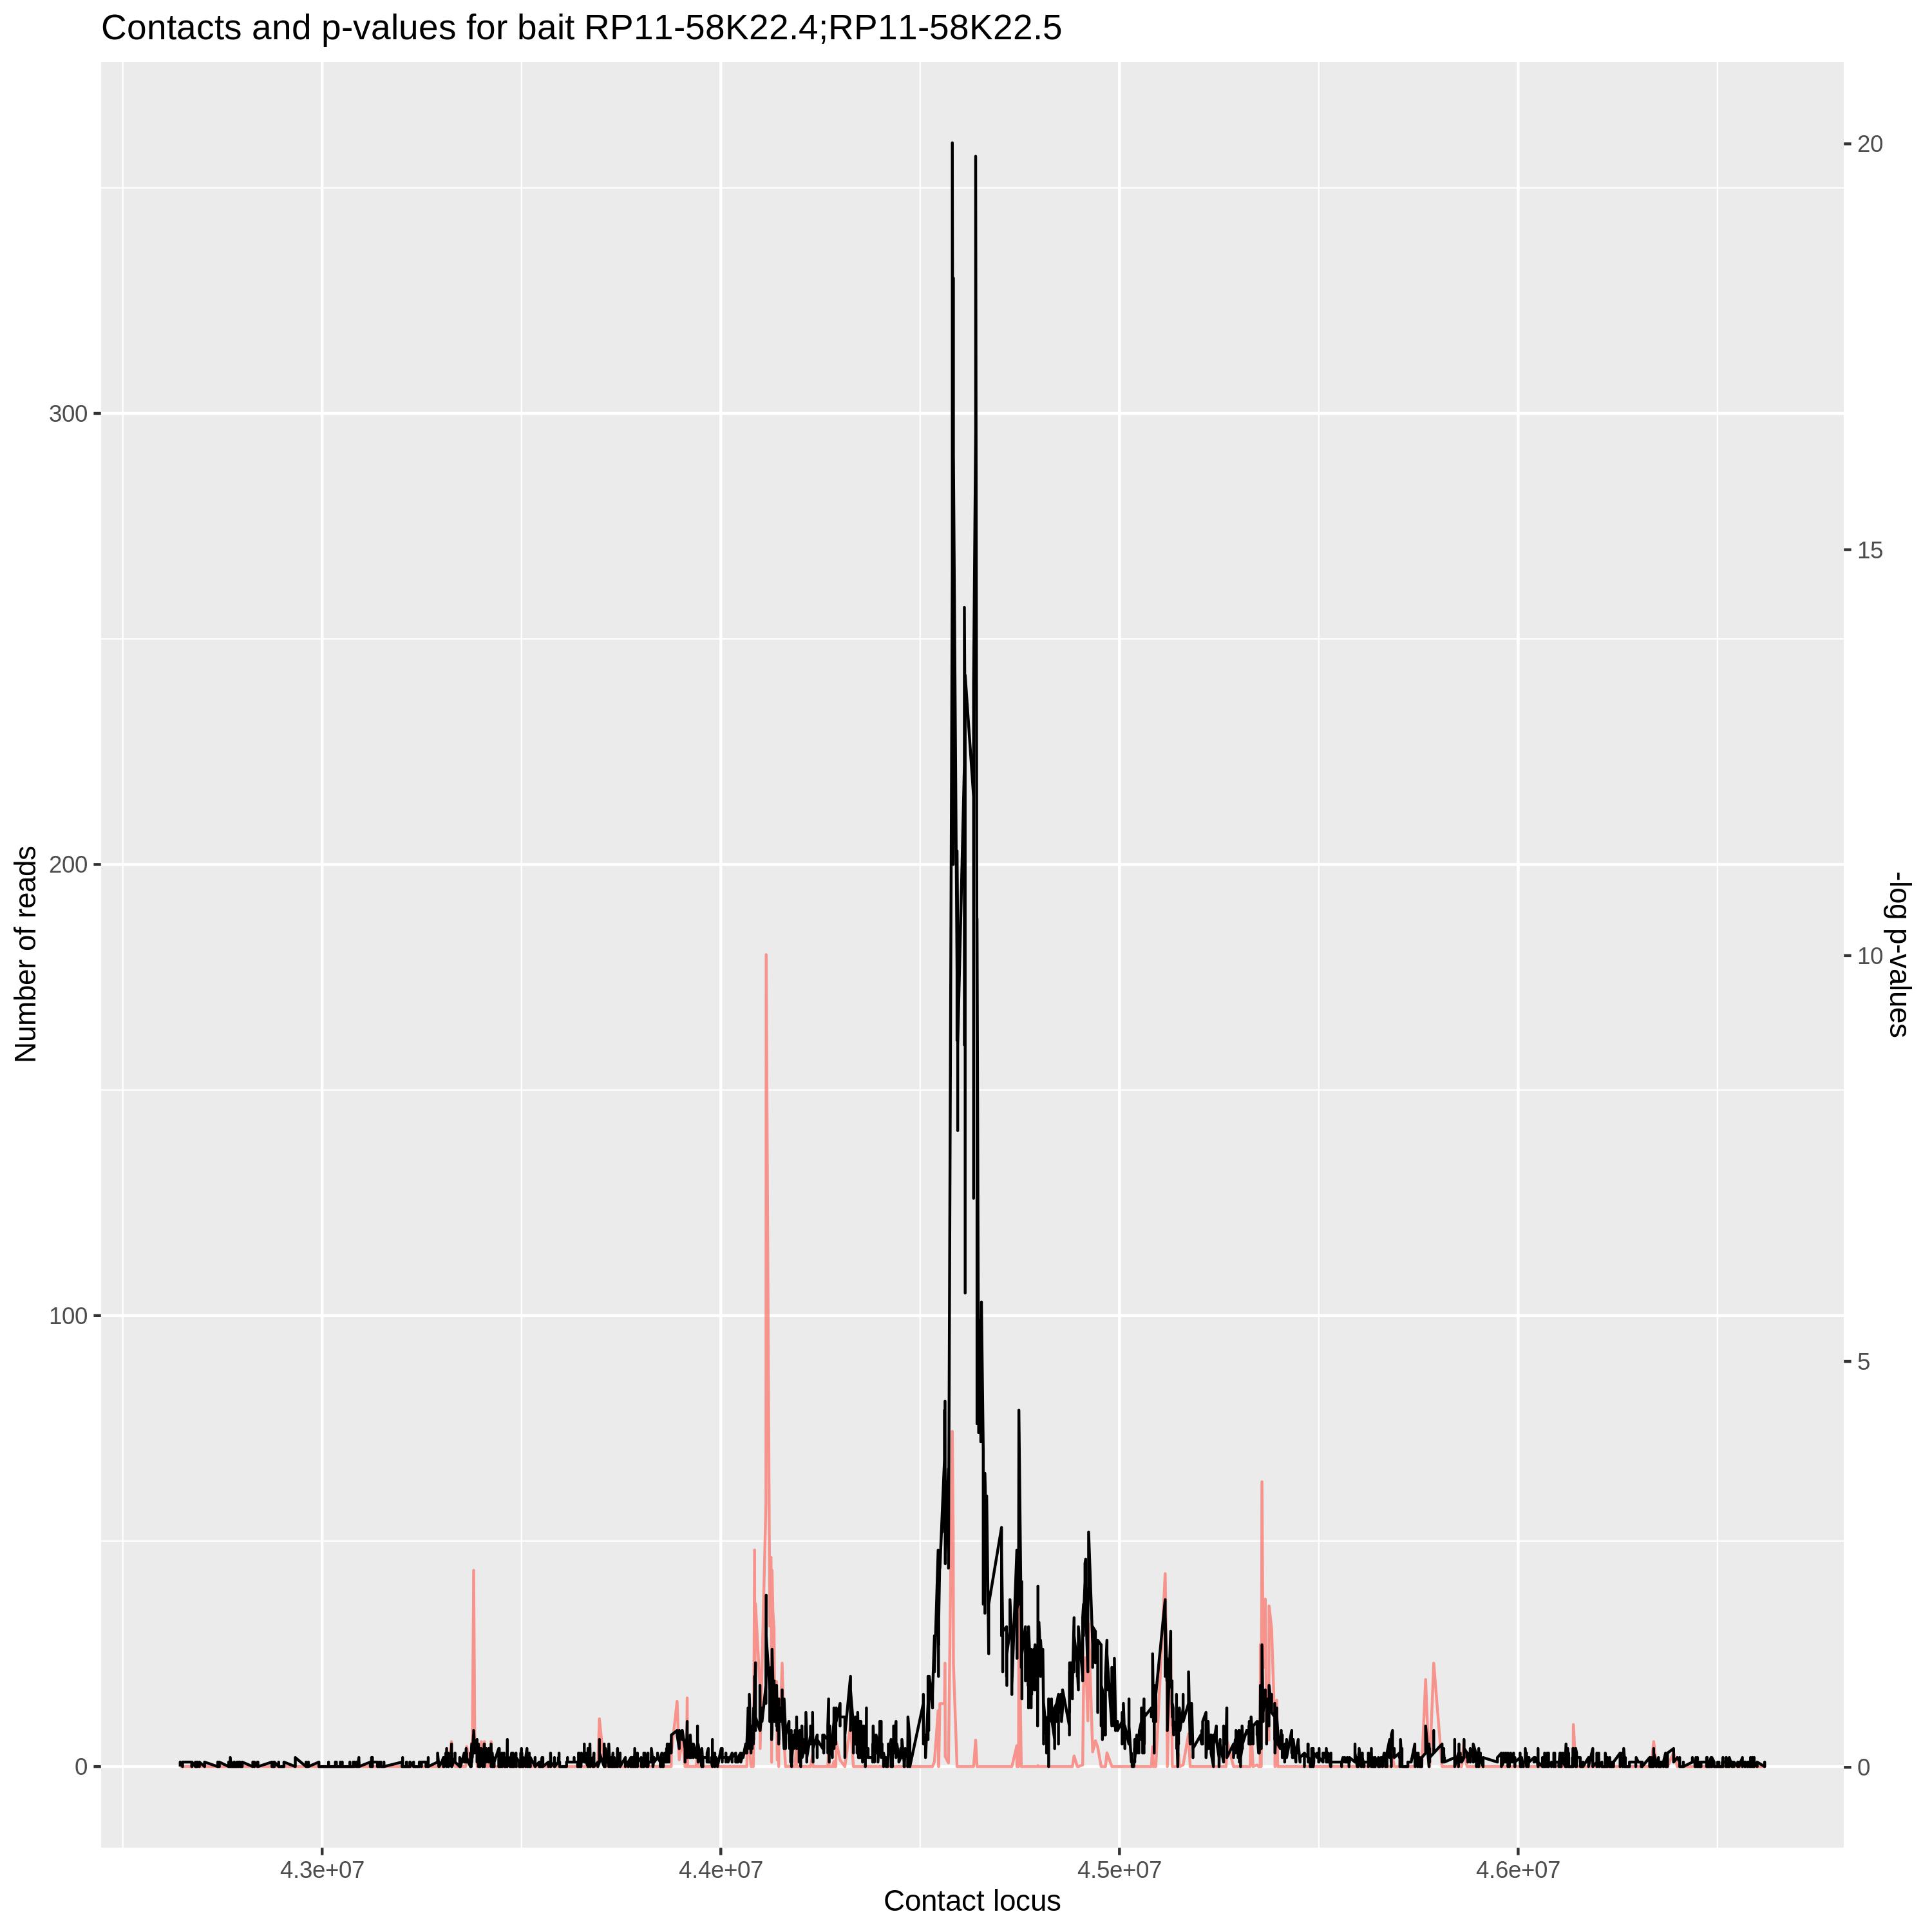 Contacts and p-values for bait RP11-58K22.4;RP11-58K22.5
Number of reads
300
200
100
0
20
15
10
5
0
-log p-values
4.3e+07
4.4e+07
4.5e+07
4.6e+07
Contact locus